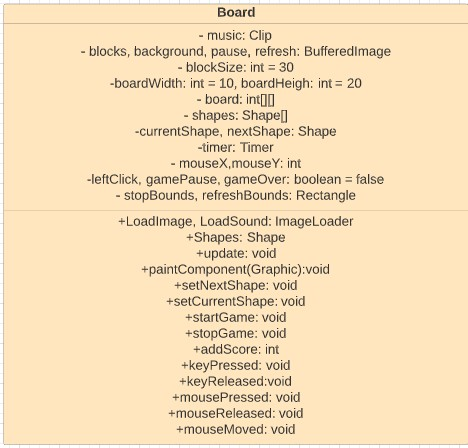 Board
- music: Clip
- blocks, background, pause, refresh: BufferedImage
- blockSize: int = 30
-boardWidth: int = 10, boardHeigh: int = 20
- board: int[][]
- shapes: Shape[]
-currentShape, nextShape: Shape
-timer: Timer
- mouseX,mouseY: int
-leftClick, gamePause, gameOver: boolean = false
- stopBounds, refreshBounds: Rectangle
+LoadImage, LoadSound: ImageLoader
+Shapes: Shape
+update: void
+paintComponent(Graphic):void
+setNextShape: void
+setCurrentShape: void
+startGame: void
+stopGame: void
+addScore: int
+keyPressed: void
+keyReleased:void
+mousePressed: void
+mouseReleased: void
+mouseMoved: void